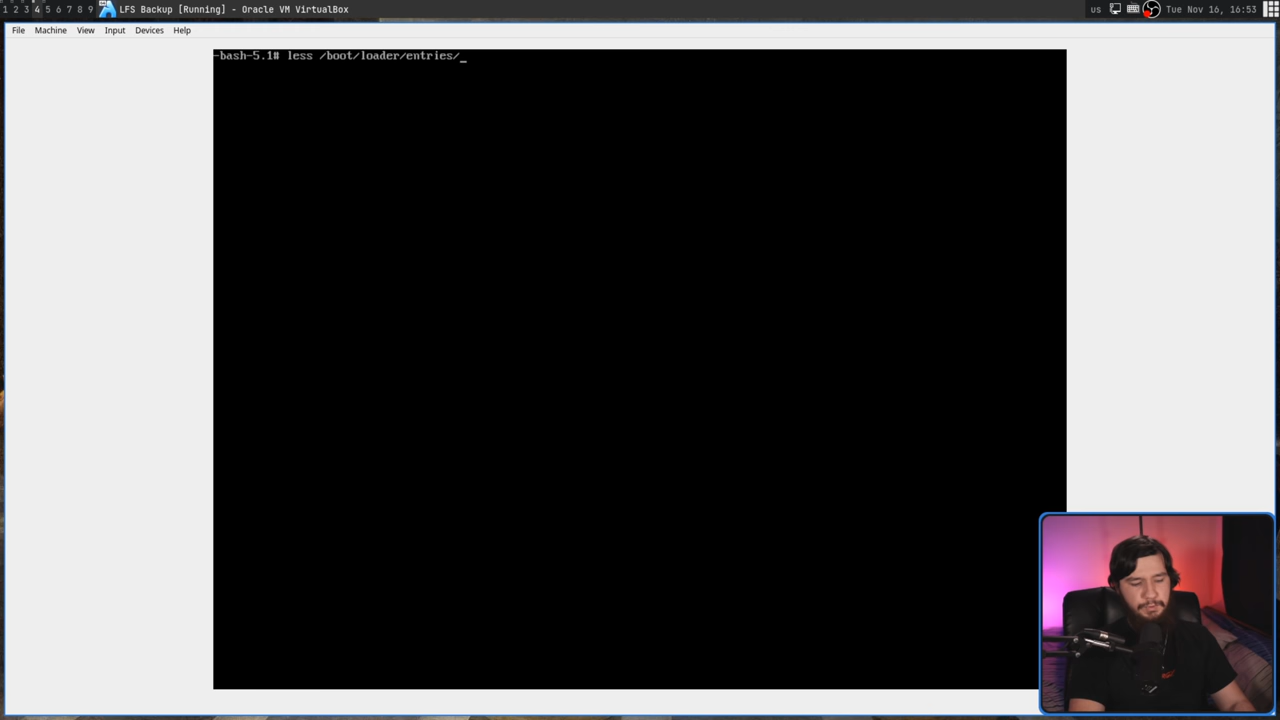 1 2 3 4 5 6 7 8 9 LFS Backup [Running] - Oracle VM VirtualBox us Tue Nov 16, 16:53
File Machine View Input Devices Help
-bash-5.1# less /boot/loader/entries/_